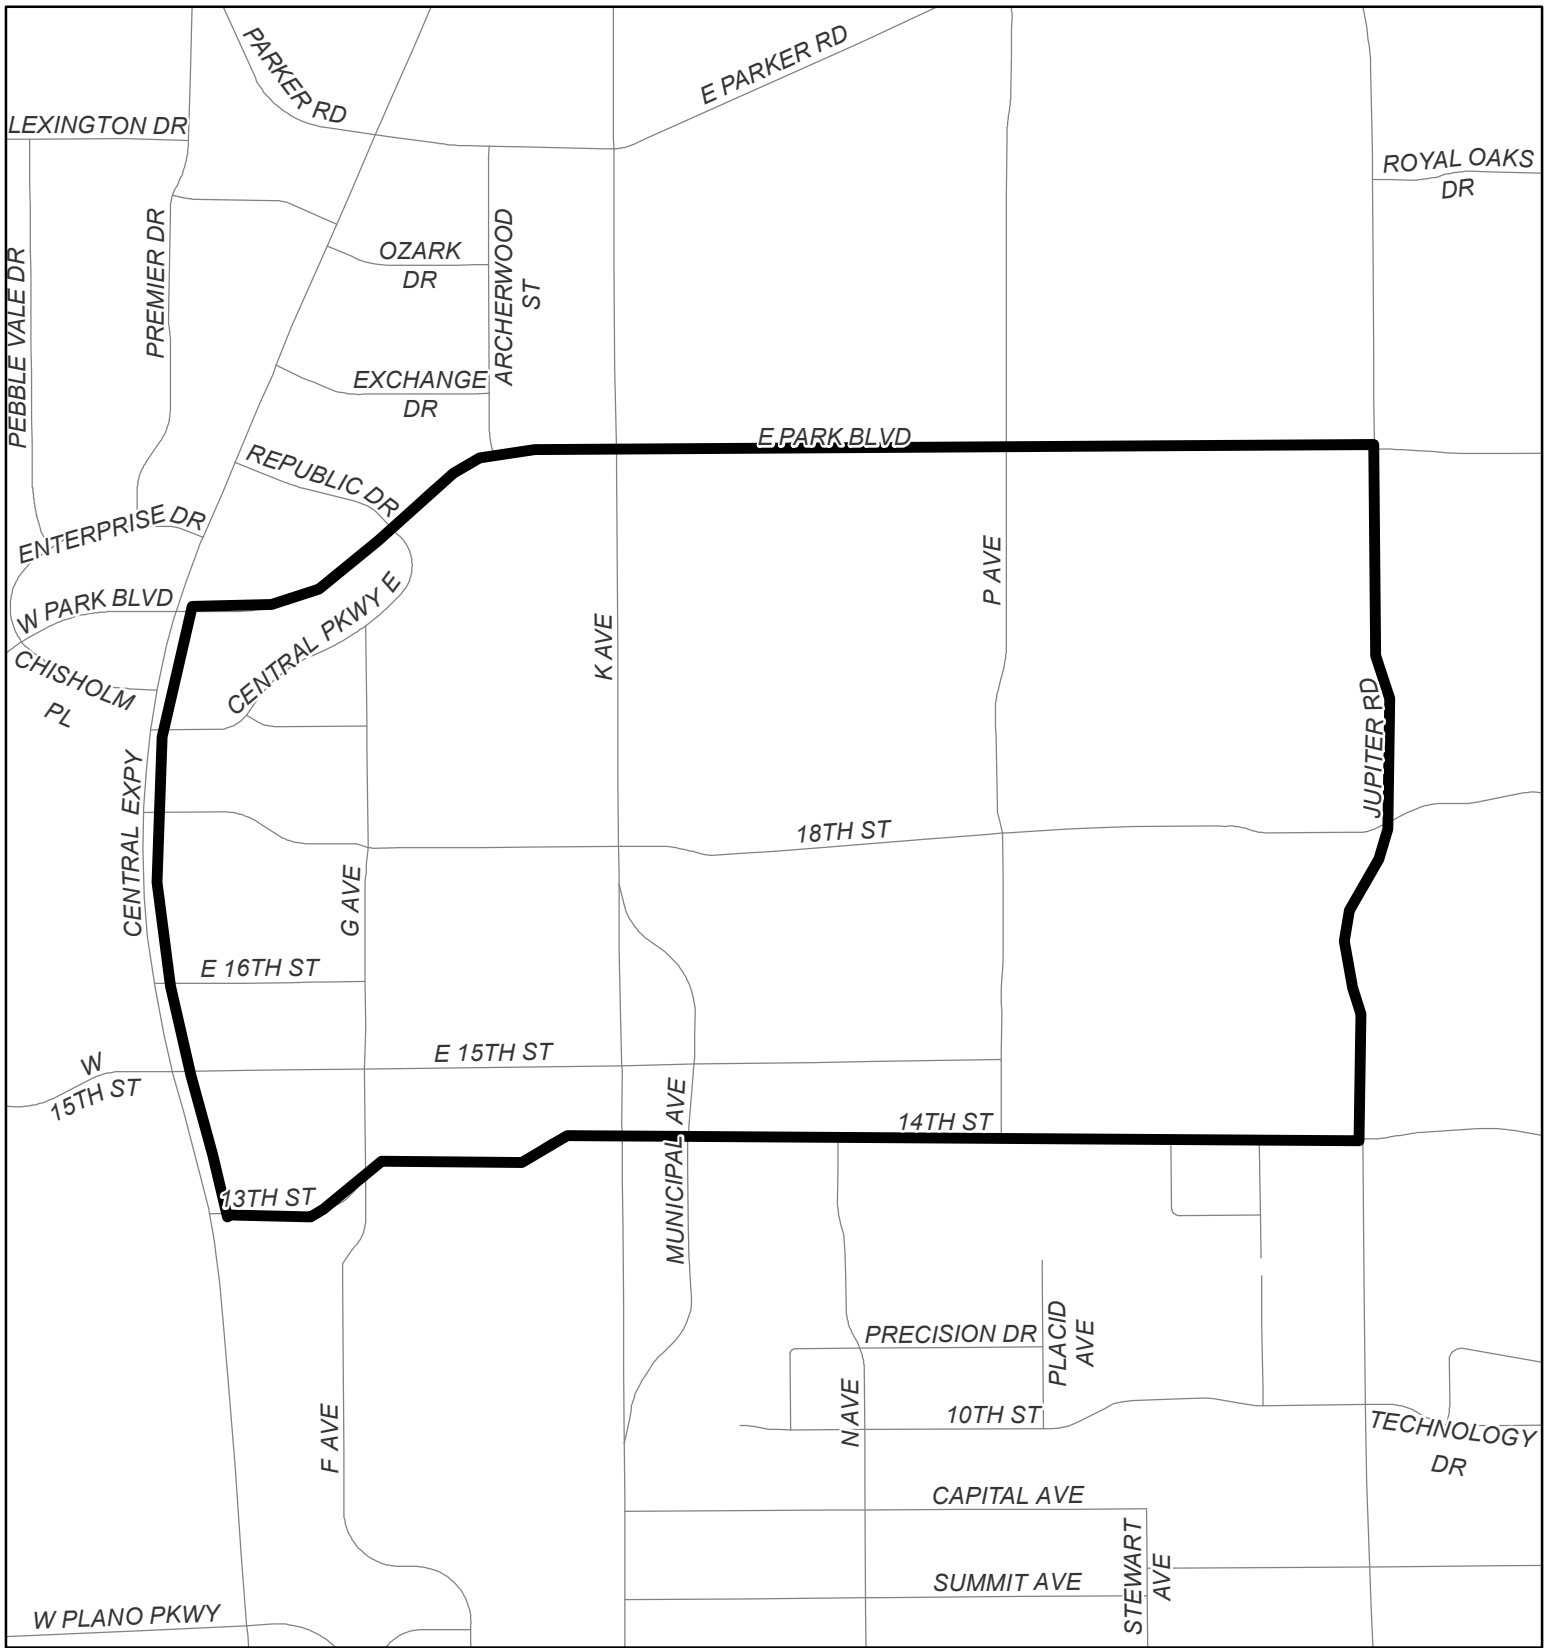 PARKER RD
E PARKER RD
LEXINGTON DR
ROYAL OAKS
DR
PEBBLE VALE DR
PREMIER DR
OZARK
DR
ARCHERWOOD
ST
EXCHANGE
DR
E PARK BLVD
REPUBLIC DR
ENTERPRISE DR
W PARK BLVD
CENTRAL PKWY E
P AVE
K AVE
CHISHOLM
PL
JUPITER RD
CENTRAL EXPY
18TH ST
G AVE
E 16TH ST
E 15TH ST
W
15TH ST
MUNICIPAL AVE
14TH ST
13TH ST
PRECISION DR
PLACID
AVE
N AVE
10TH ST
F AVE
TECHNOLOGY
DR
CAPITAL AVE
STEWART
AVE
SUMMIT AVE
W PLANO PKWY